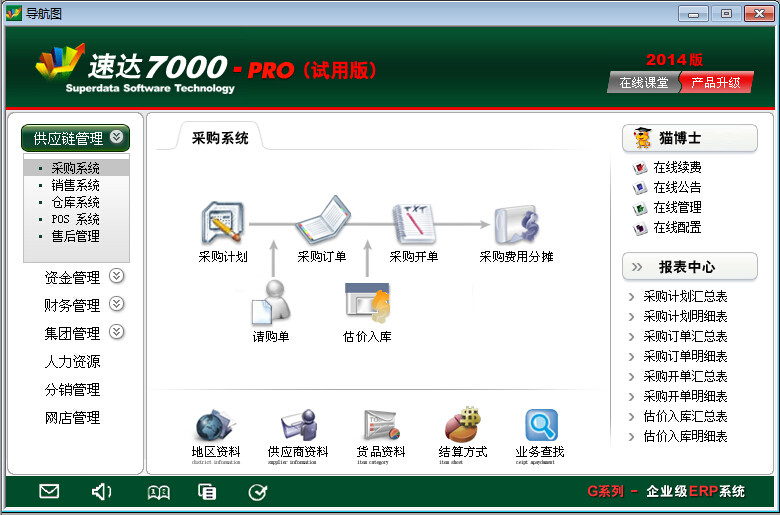 导航图
速达7000-PRO（试用版）
Superdata Software Technology
2014版
在线课堂 产品升级
供应链管理
采购系统
销售系统
仓库系统
POS 系统
售后管理
资金管理
财务管理
集团管理
人力资源
分销管理
网店管理
采购系统
采购计划 采购订单 采购开单 采购费用分摊
请购单 估价入库
地区资料 供应商资料 货品资料 结算方式 业务查找
district infomation supplier infomation item category item sheet
猫博士
在线续费
在线公告
在线管理
在线配置
报表中心
采购计划汇总表
采购计划明细表
采购订单汇总表
采购订单明细表
采购开单汇总表
采购开单明细表
估价入库汇总表
估价入库明细表
G系列 - 企业级ERP系统